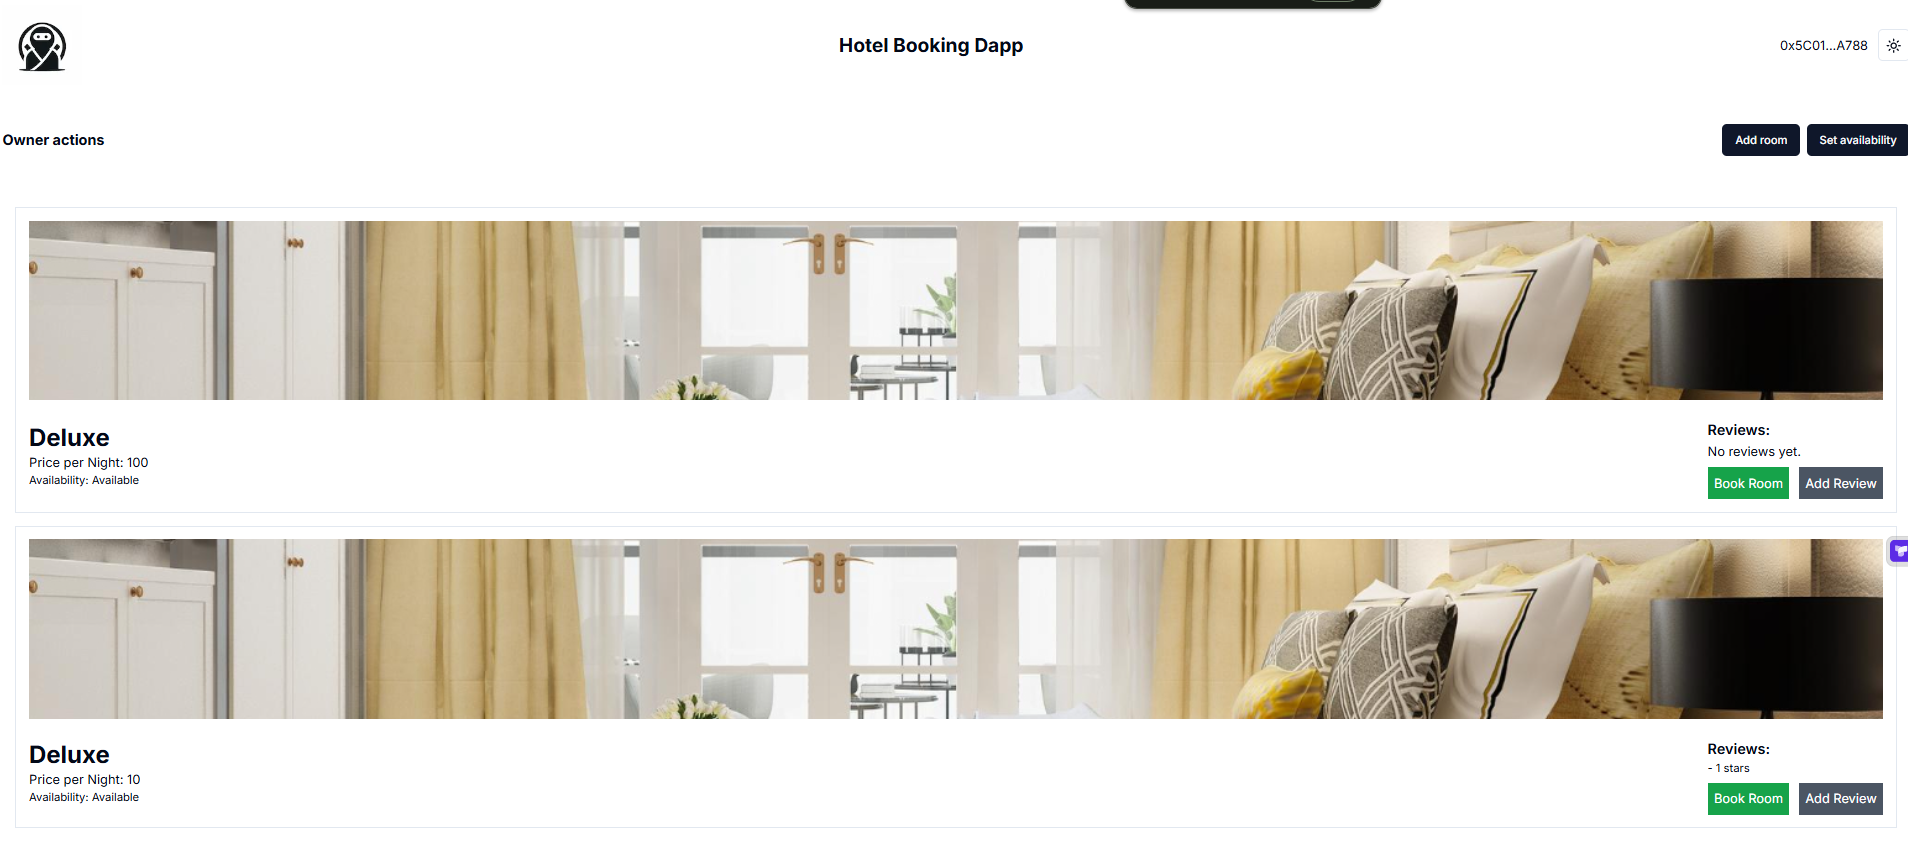 Hotel Booking Dapp
0x5C01...A788
Owner actions
Add room
Set availability
Deluxe
Price per Night: 100
Availability: Available
Reviews:
No reviews yet.
Book Room
Add Review
Deluxe
Price per Night: 10
Availability: Available
Reviews:
- 1 stars
Book Room
Add Review